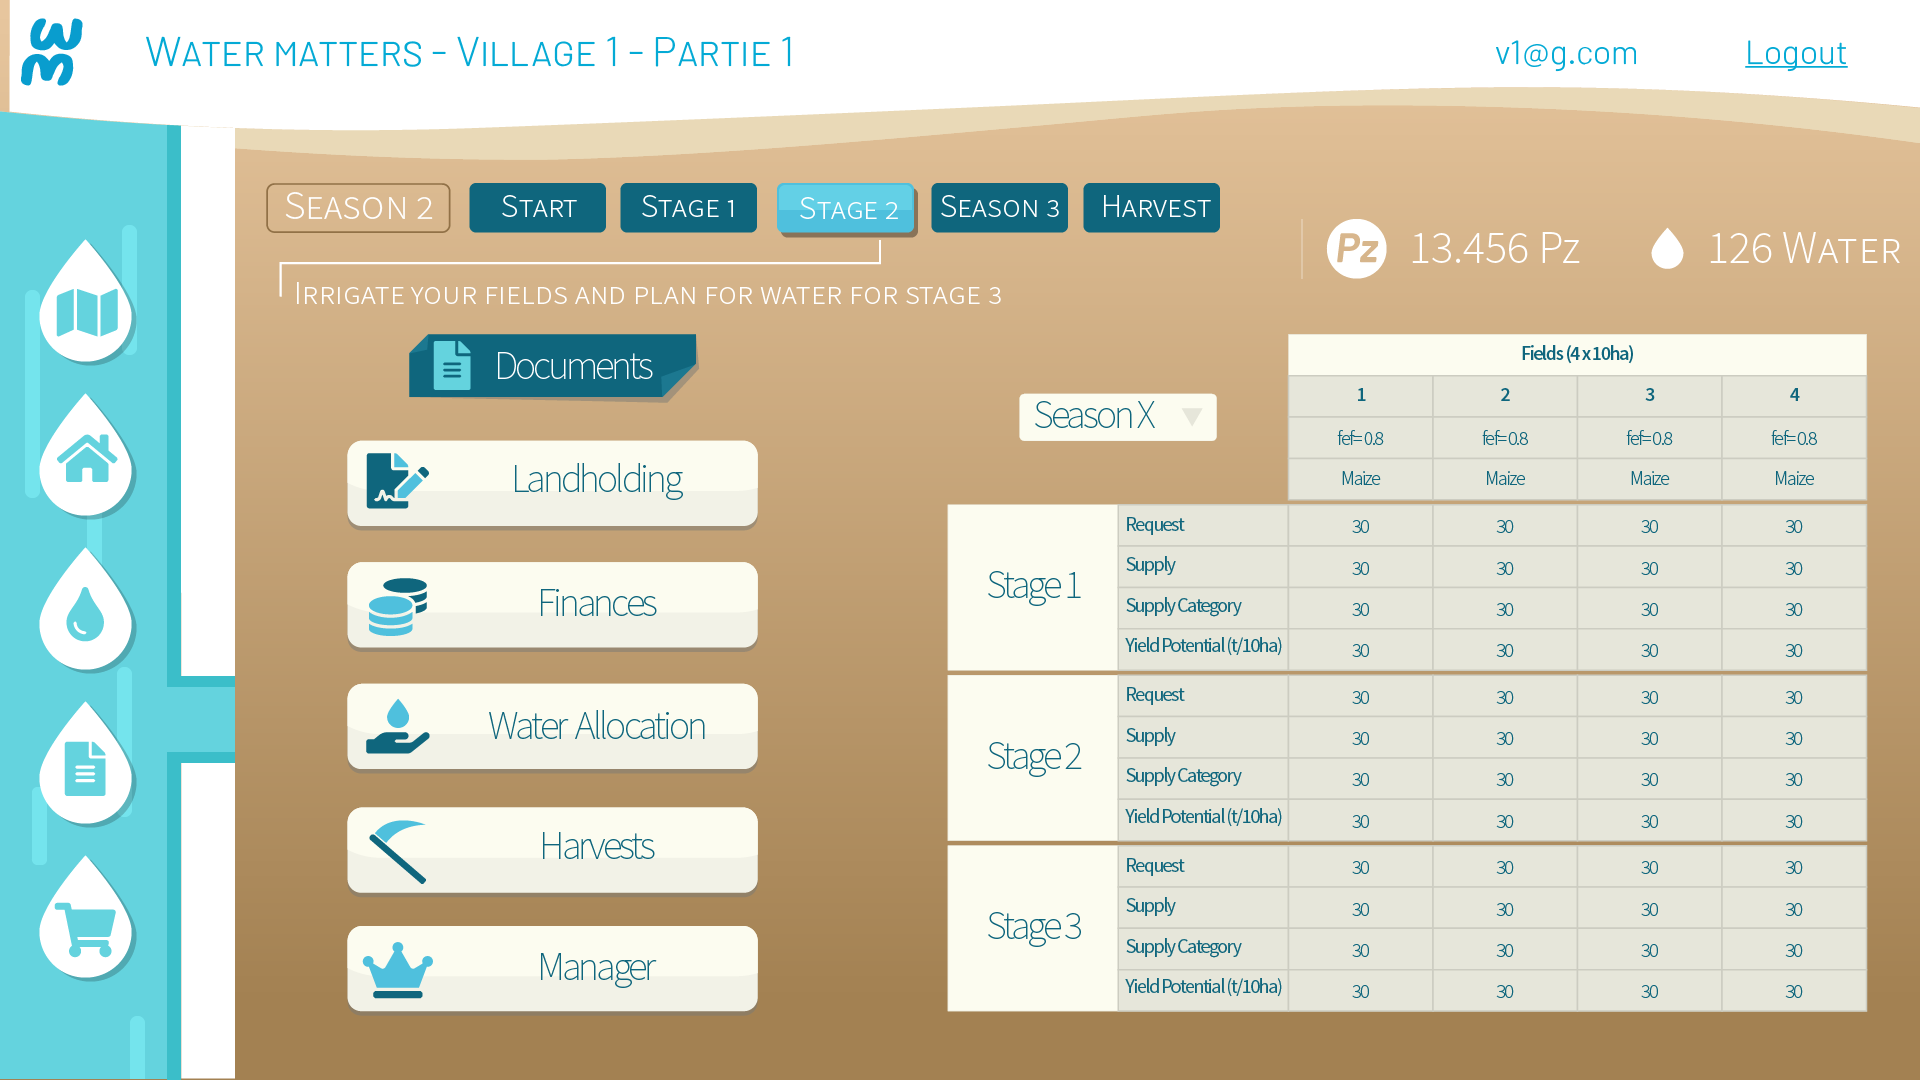 WM
WATER MATTERS - VILLAGE 1 - PARTIE 1
v1@g.com
Logout
SEASON 2
START
STAGE 1
STAGE 2
SEASON 3
HARVEST
IRRIGATE YOUR FIELDS AND PLAN FOR WATER FOR STAGE 3
Pz
13.456 Pz
126 WATER
Documents
Landholding
Finances
Water Allocation
Harvests
Manager
Season X
Fields (4 x 10ha)
1 2 3 4
fef= 0.8 fef= 0.8 fef= 0.8 fef= 0.8
Maize Maize Maize Maize
Stage 1
Request 30 30 30 30
Supply 30 30 30 30
Supply Category 30 30 30 30
Yield Potential (t/10ha) 30 30 30 30
Stage 2
Request 30 30 30 30
Supply 30 30 30 30
Supply Category 30 30 30 30
Yield Potential (t/10ha) 30 30 30 30
Stage 3
Request 30 30 30 30
Supply 30 30 30 30
Supply Category 30 30 30 30
Yield Potential (t/10ha) 30 30 30 30